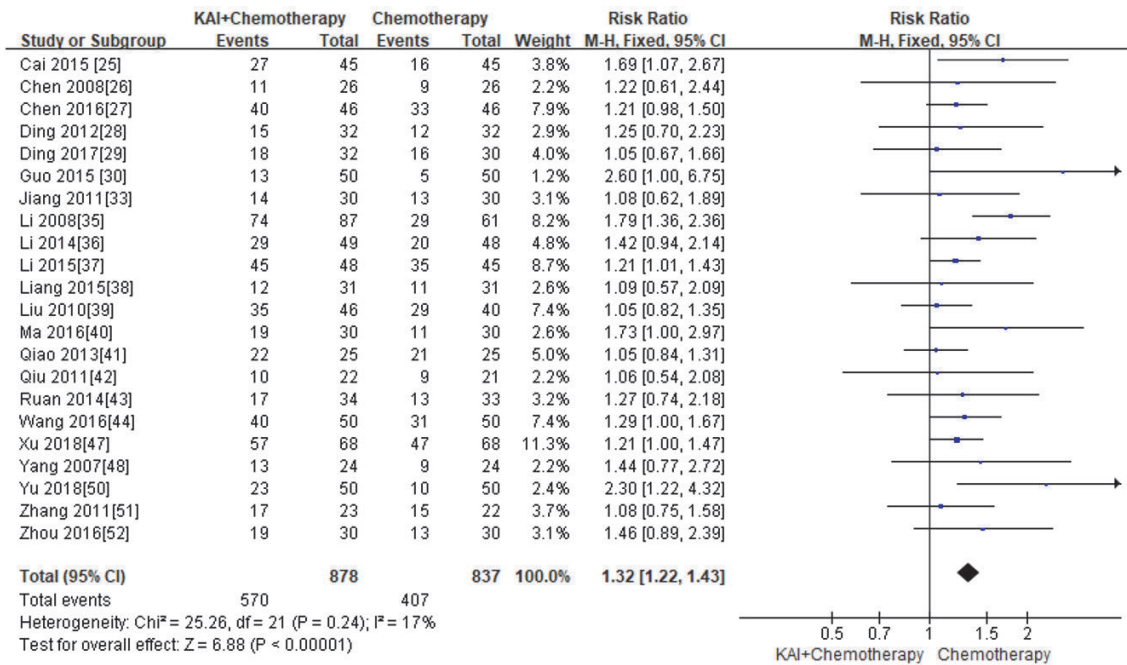 KAI+Chemotherapy Chemotherapy Risk Ratio Risk Ratio
Study or Subgroup Events Total Events Total Weight M-H, Fixed, 95% CI M-H, Fixed, 95% CI
Cai 2015 [25] 27 45 16 45 3.8% 1.69 [1.07, 2.67]
Chen 2008[26] 11 26 9 26 2.2% 1.22 [0.61, 2.44]
Chen 2016[27] 40 46 33 46 7.9% 1.21 [0.98, 1.50]
Ding 2012[28] 15 32 12 32 2.9% 1.25 [0.70, 2.23]
Ding 2017[29] 18 32 16 30 4.0% 1.05 [0.67, 1.66]
Guo 2015 [30] 13 50 5 50 1.2% 2.60 [1.00, 6.75]
Jiang 2011[33] 14 30 13 30 3.1% 1.08 [0.62, 1.89]
Li 2008[35] 74 87 29 61 8.2% 1.79 [1.36, 2.36]
Li 2014[36] 29 49 20 48 4.8% 1.42 [0.94, 2.14]
Li 2015[37] 45 48 35 45 8.7% 1.21 [1.01, 1.43]
Liang 2015[38] 12 31 11 31 2.6% 1.09 [0.57, 2.09]
Liu 2010[39] 35 46 29 40 7.4% 1.05 [0.82, 1.35]
Ma 2016[40] 19 30 11 30 2.6% 1.73 [1.00, 2.97]
Qiao 2013[41] 22 25 21 25 5.0% 1.05 [0.84, 1.31]
Qiu 2011[42] 10 22 9 21 2.2% 1.06 [0.54, 2.08]
Ruan 2014[43] 17 34 13 33 3.2% 1.27 [0.74, 2.18]
Wang 2016[44] 40 50 31 50 7.4% 1.29 [1.00, 1.67]
Xu 2018[47] 57 68 47 68 11.3% 1.21 [1.00, 1.47]
Yang 2007[48] 13 24 9 24 2.2% 1.44 [0.77, 2.72]
Yu 2018[50] 23 50 10 50 2.4% 2.30 [1.22, 4.32]
Zhang 2011[51] 17 23 15 22 3.7% 1.08 [0.75, 1.58]
Zhou 2016[52] 19 30 13 30 3.1% 1.46 [0.89, 2.39]
Total (95% CI) 878 837 100.0% 1.32 [1.22, 1.43]
Total events 570 407
Heterogeneity: Chi² = 25.26, df = 21 (P = 0.24); I² = 17%
Test for overall effect: Z = 6.88 (P < 0.00001)
0.5 0.7 1 1.5 2
KAI+Chemotherapy Chemotherapy